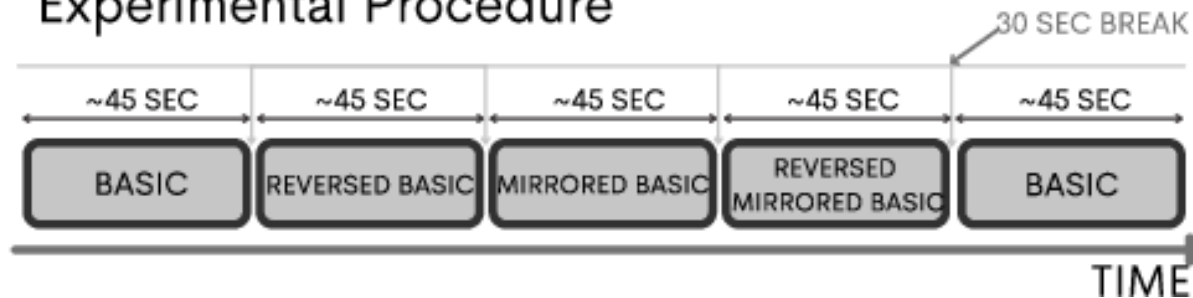 Experimental Procedure
30 SEC BREAK
~45 SEC
~45 SEC
~45 SEC
~45 SEC
~45 SEC
BASIC
REVERSED BASIC
MIRRORED BASIC
REVERSED
MIRRORED BASIC
BASIC
TIME